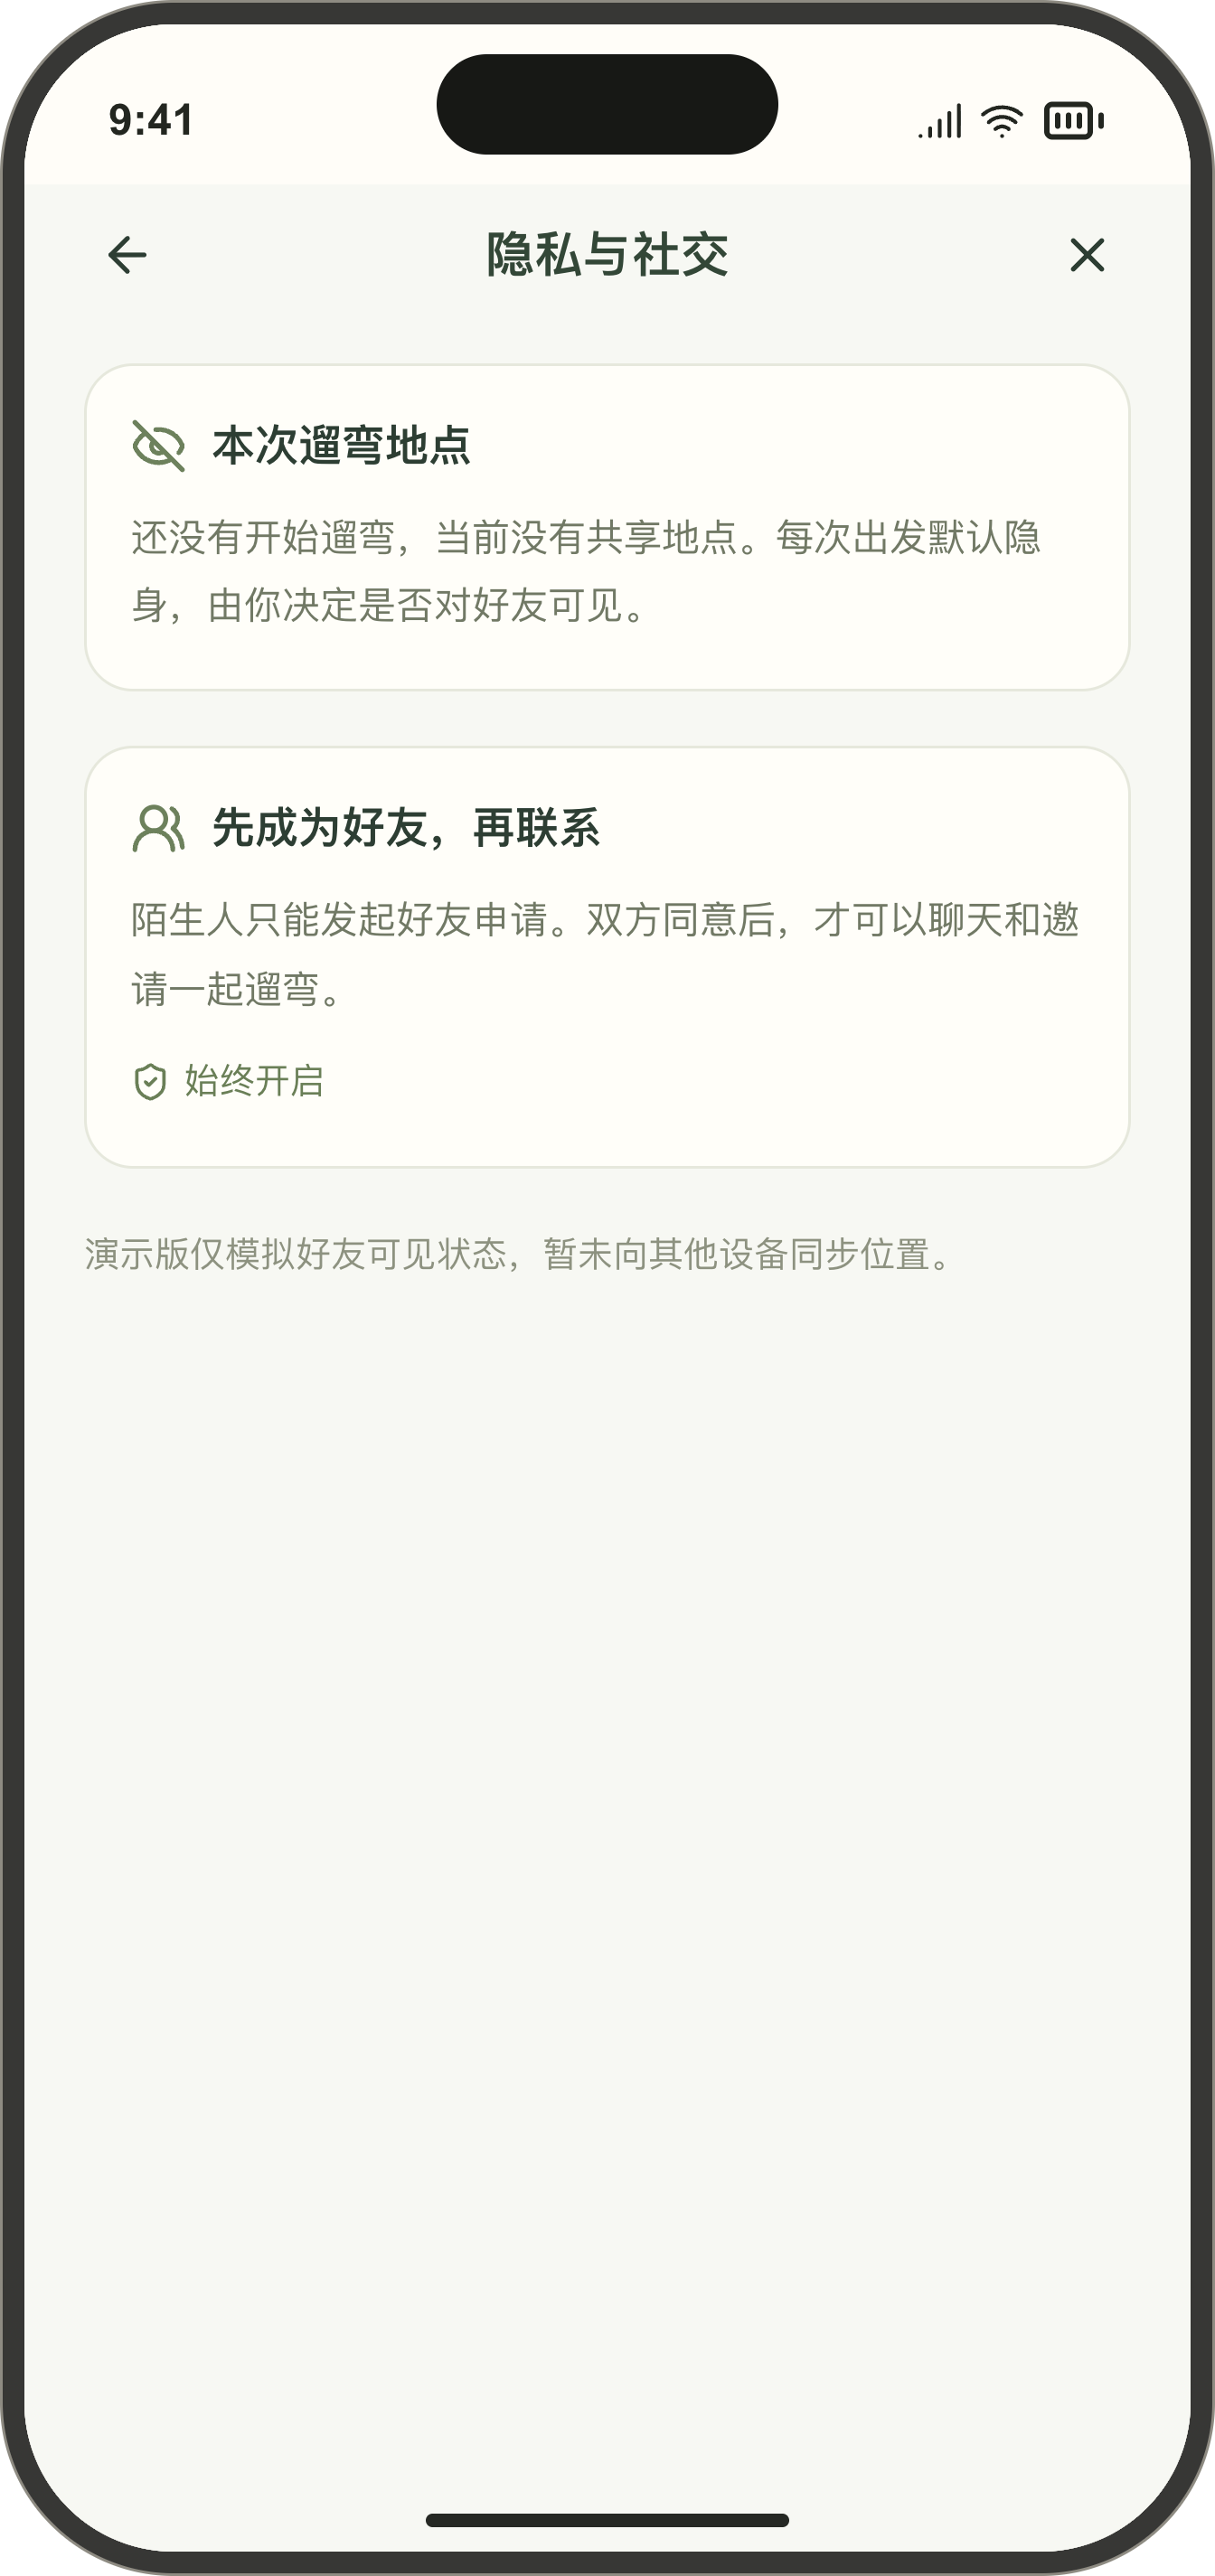 9:41
隐私与社交
本次遛弯地点
还没有开始遛弯，当前没有共享地点。每次出发默认隐
身，由你决定是否对好友可见。
先成为好友，再联系
陌生人只能发起好友申请。双方同意后，才可以聊天和邀
请一起遛弯。
始终开启
演示版仅模拟好友可见状态，暂未向其他设备同步位置。